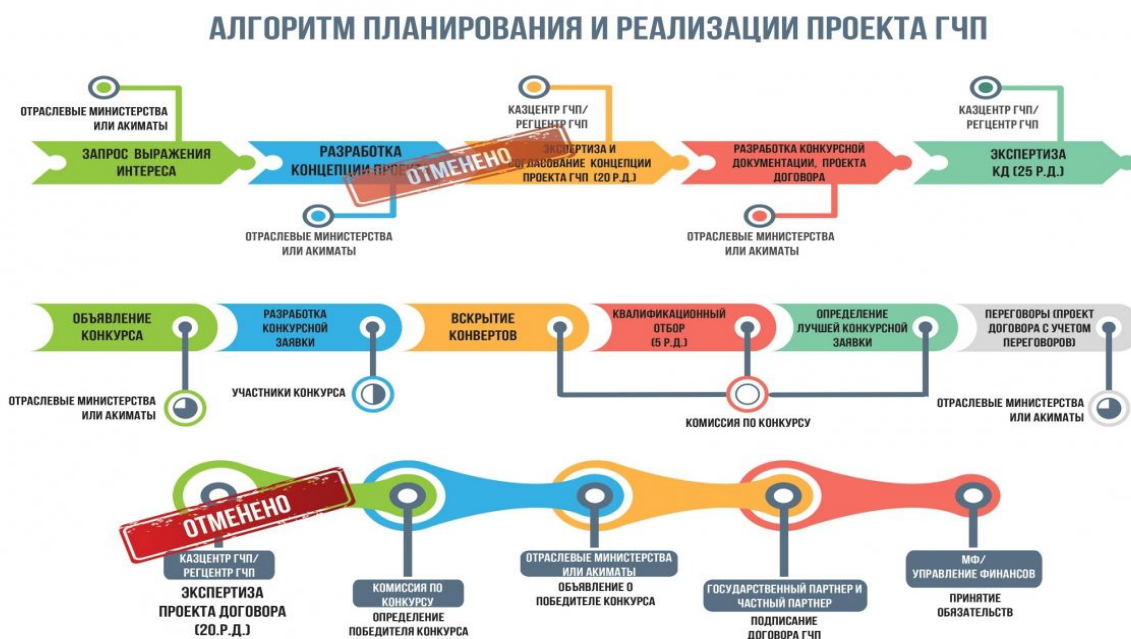 АЛГОРИТМ ПЛАНИРОВАНИЯ И РЕАЛИЗАЦИИ ПРОЕКТА ГЧП
ОТРАСЛЕВЫЕ МИНИСТЕРСТВА
ИЛИ АКИМАТЫ
КАЗЦЕНТР ГЧП/
РЕГЦЕНТР ГЧП
КАЗЦЕНТР ГЧП/
РЕГЦЕНТР ГЧП
ЗАПРОС ВЫРАЖЕНИЯ
ИНТЕРЕСА
РАЗРАБОТКА
КОНЦЕПЦИИ ПРОЕКТА
ОТМЕНЕНО
ЭКСПЕРТИЗА И
СОГЛАСОВАНИЕ КОНЦЕПЦИИ
ПРОЕКТА ГЧП (20 Р.Д.)
РАЗРАБОТКА КОНКУРСНОЙ
ДОКУМЕНТАЦИИ, ПРОЕКТА
ДОГОВОРА
ЭКСПЕРТИЗА
КД (25 Р.Д.)
ОТРАСЛЕВЫЕ МИНИСТЕРСТВА
ИЛИ АКИМАТЫ
ОТРАСЛЕВЫЕ МИНИСТЕРСТВА
ИЛИ АКИМАТЫ
ОБЪЯВЛЕНИЕ
КОНКУРСА
РАЗРАБОТКА
КОНКУРСНОЙ
ЗАЯВКИ
ВСКРЫТИЕ
КОНВЕРТОВ
КВАЛИФИКАЦИОННЫЙ
ОТБОР
(5 Р.Д.)
ОПРЕДЕЛЕНИЕ
ЛУЧШЕЙ КОНКУРСНОЙ
ЗАЯВКИ
ПЕРЕГОВОРЫ (ПРОЕКТ
ДОГОВОРА С УЧЕТОМ
ПЕРЕГОВОРОВ)
ОТРАСЛЕВЫЕ МИНИСТЕРСТВА
ИЛИ АКИМАТЫ
УЧАСТНИКИ КОНКУРСА
КОМИССИЯ ПО КОНКУРСУ
ОТРАСЛЕВЫЕ МИНИСТЕРСТВА
ИЛИ АКИМАТЫ
ОТМЕНЕНО
КАЗЦЕНТР ГЧП/
РЕГЦЕНТР ГЧП
ЭКСПЕРТИЗА
ПРОЕКТА ДОГОВОРА
(20.Р.Д.)
КОМИССИЯ ПО
КОНКУРСУ
ОПРЕДЕЛЕНИЕ
ПОБЕДИТЕЛЯ КОНКУРСА
ОТРАСЛЕВЫЕ МИНИСТЕРСТВА
ИЛИ АКИМАТЫ
ОБЪЯВЛЕНИЕ О
ПОБЕДИТЕЛЕ КОНКУРСА
ГОСУДАРСТВЕННЫЙ ПАРТНЕР И
ЧАСТНЫЙ ПАРТНЕР
ПОДПИСАНИЕ
ДОГОВОРА ГЧП
МФ/
УПРАВЛЕНИЕ ФИНАНСОВ
ПРИНЯТИЕ
ОБЯЗАТЕЛЬСТВ